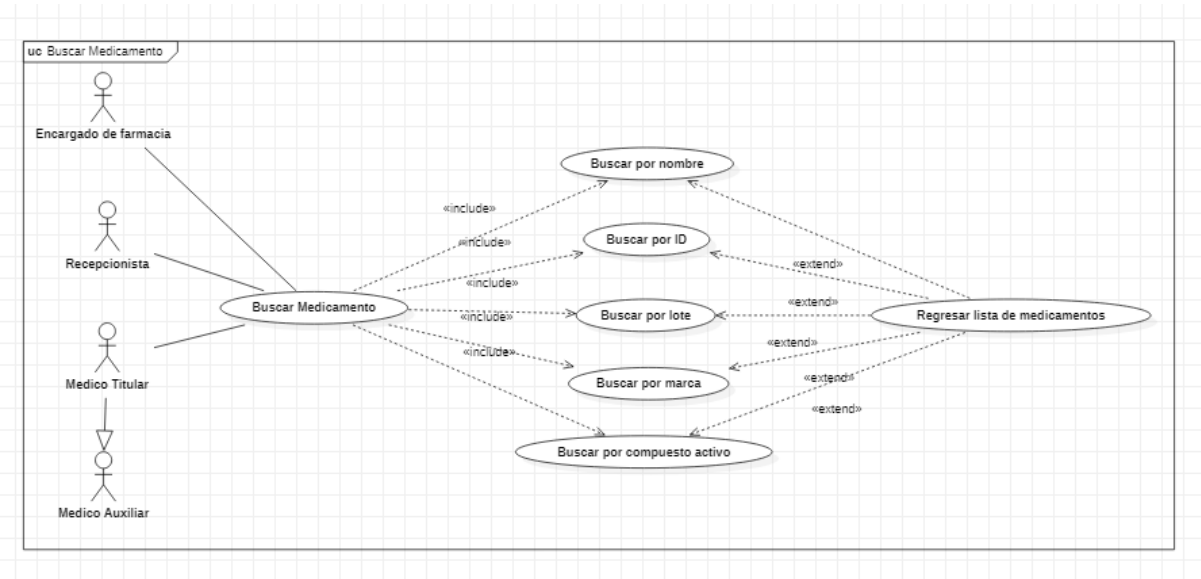 uc Buscar Medicamento
Encargado de farmacia
Buscar por nombre
«include»
Recepcionista
«include»
Buscar por ID
«extend»
«include»
Buscar Medicamento
«extend»
«include»
Buscar por lote
Regresar lista de medicamentos
«extend»
«include»
Medico Titular
Buscar por marca
«extend»
«extend»
Buscar por compuesto activo
Medico Auxiliar